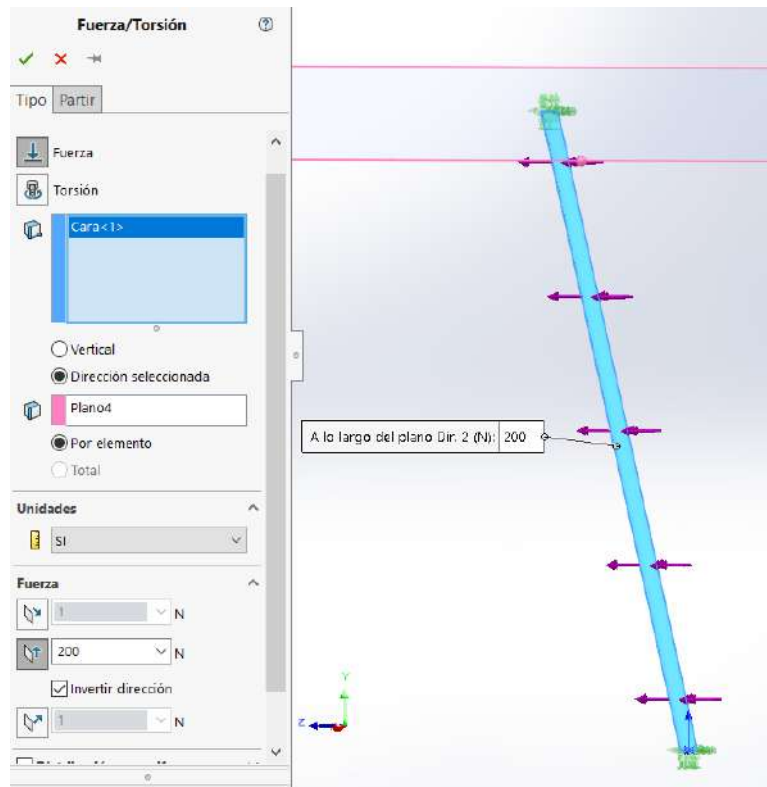 Fuerza/Torsión
Tipo Partir
Fuerza
Torsión
Cara<1>
Vertical
Dirección seleccionada
Plano4
Por elemento
Total
Unidades
SI
Fuerza
1 N
200 N
Invertir dirección
1 N
A lo largo del plano Dir. 2 (N): 200
Y
Z